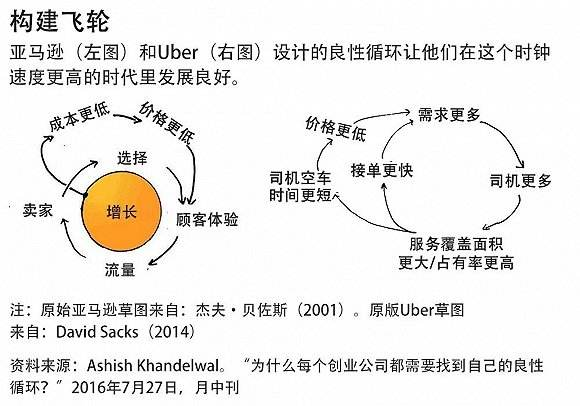 构建飞轮
亚马逊（左图）和Uber（右图）设计的良性循环让他们在这个时钟
速度更高的时代里发展良好。
成本更低
价格更低
选择
卖家
增长
顾客体验
流量
价格更低
需求更多
司机空车
时间更短
接单更快
司机更多
服务覆盖面积
更大/占有率更高
注：原始亚马逊草图来自：杰夫·贝佐斯（2001）。原版Uber草图
来自：David Sacks（2014）
资料来源：Ashish Khandelwal。“为什么每个创业公司都需要找到自己的良性
循环？”2016年7月27日，月中刊